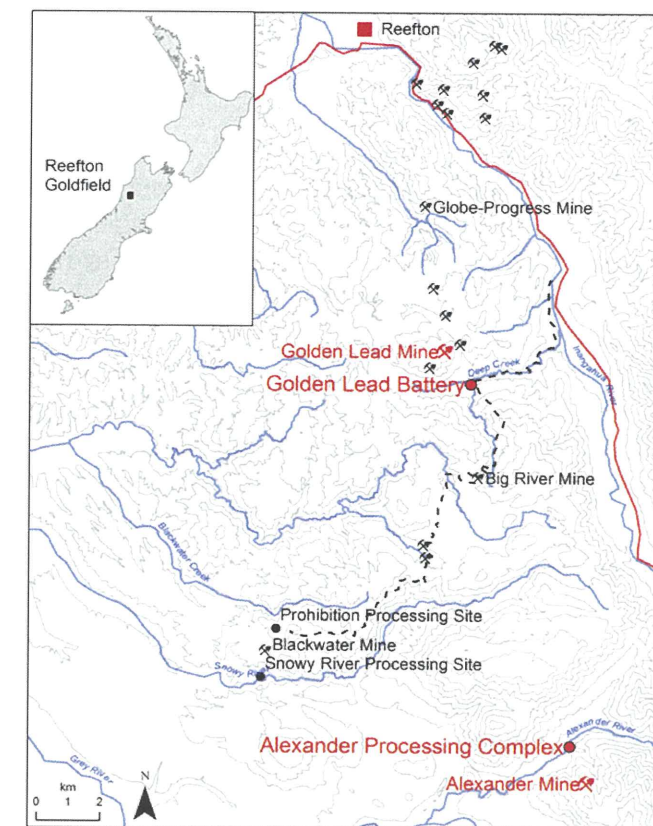 Reefton
Reefton
Goldfield
Globe-Progress Mine
Golden Lead Mine
Deep Creek
Golden Lead Battery
Inangahua River
Big River Mine
Blackwater Creek
Prohibition Processing Site
Blackwater Mine
Snowy River Processing Site
Snowy River
Alexander River
Alexander Processing Complex
Grey River
Alexander Mine
km
0 1 2
N